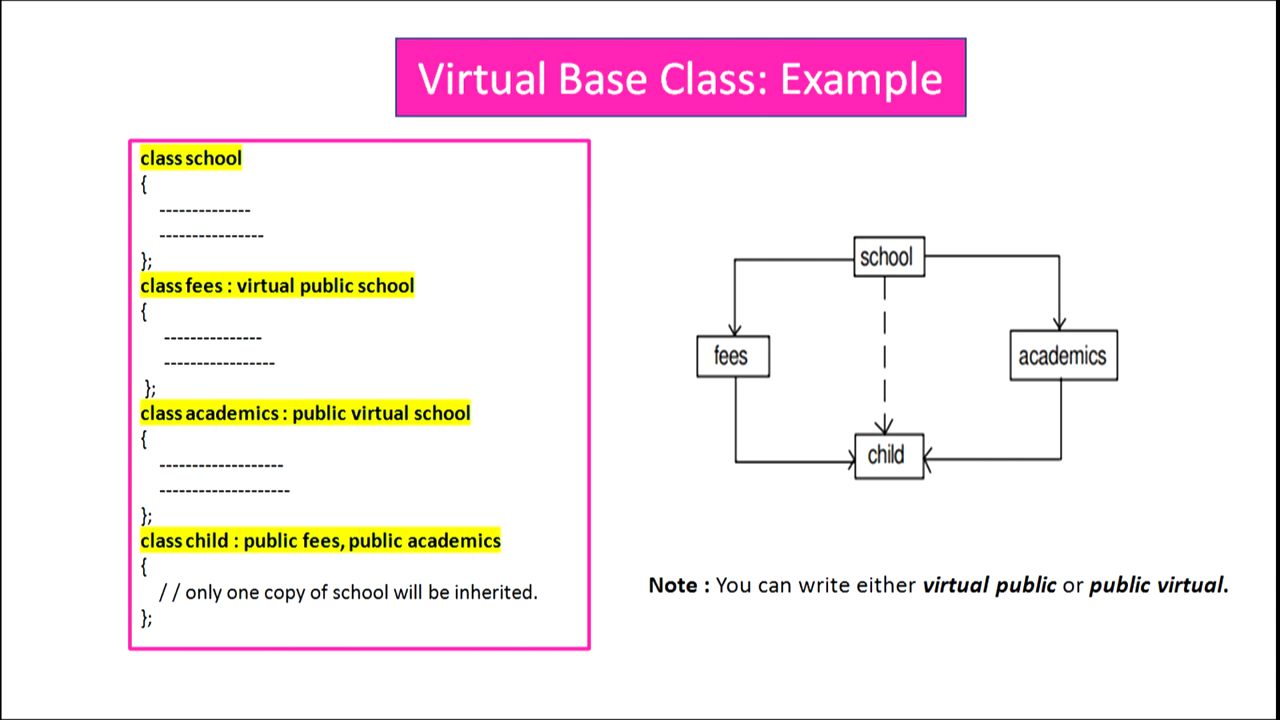 Virtual Base Class: Example
class school
{
--------------
----------------
};
class fees : virtual public school
{
---------------
-----------------
};
class academics : public virtual school
{
-------------------
--------------------
};
class child : public fees, public academics
{
/ / only one copy of school will be inherited.
};
school
fees
academics
child
Note : You can write either virtual public or public virtual.